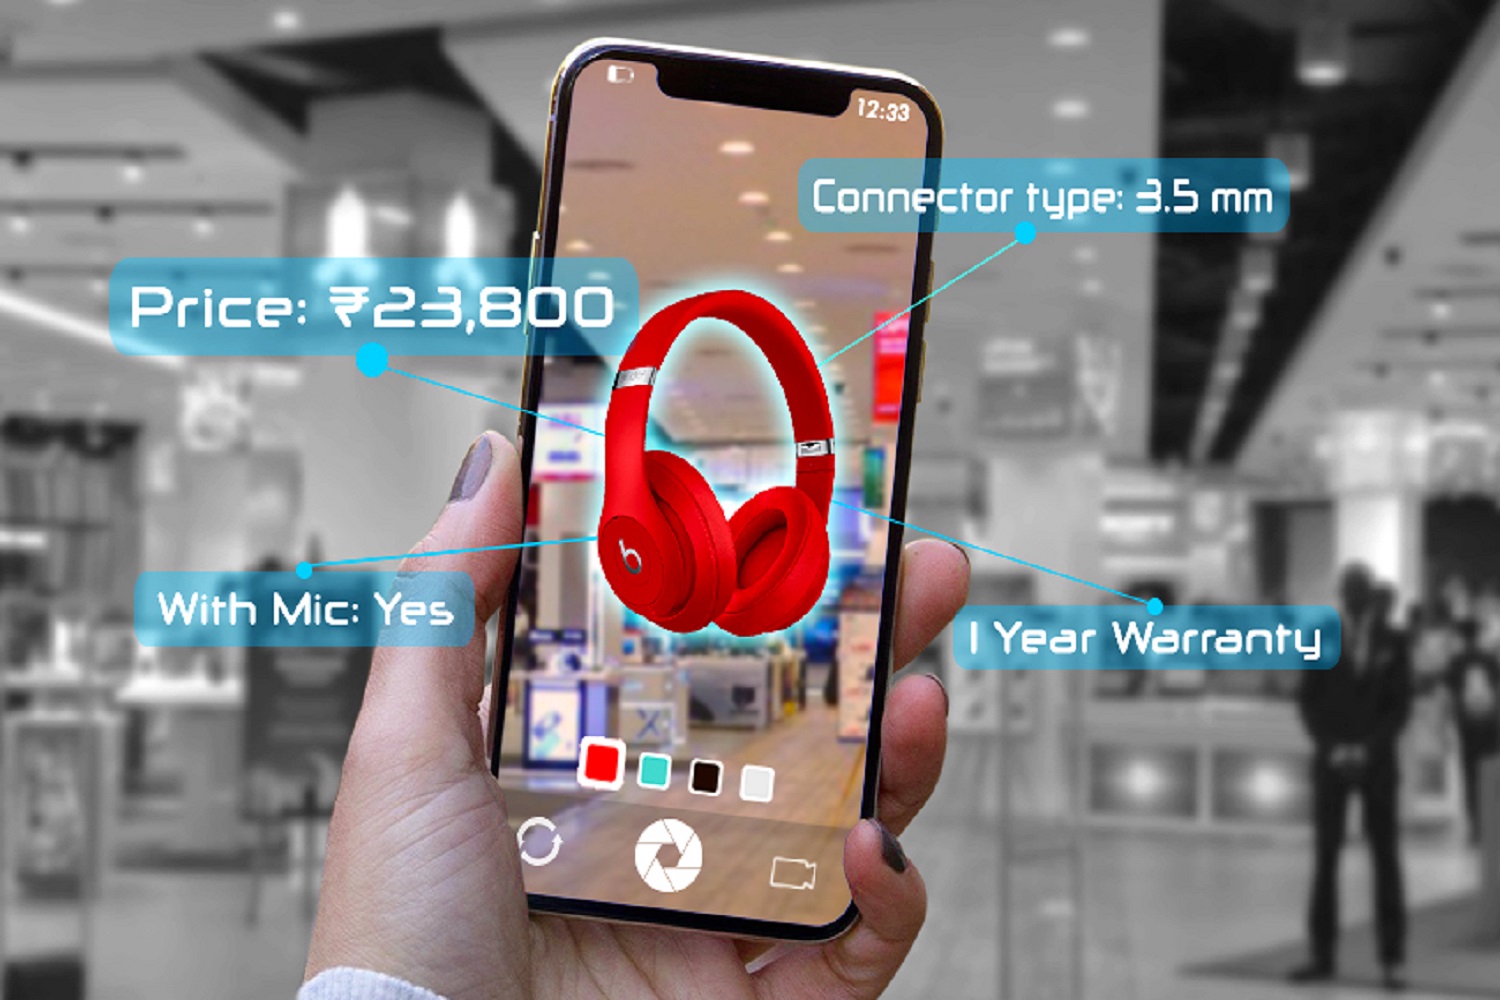 12:33
Connector type: 3.5 mm
Price: ₹23,800
With Mic: Yes
1 Year Warranty
b